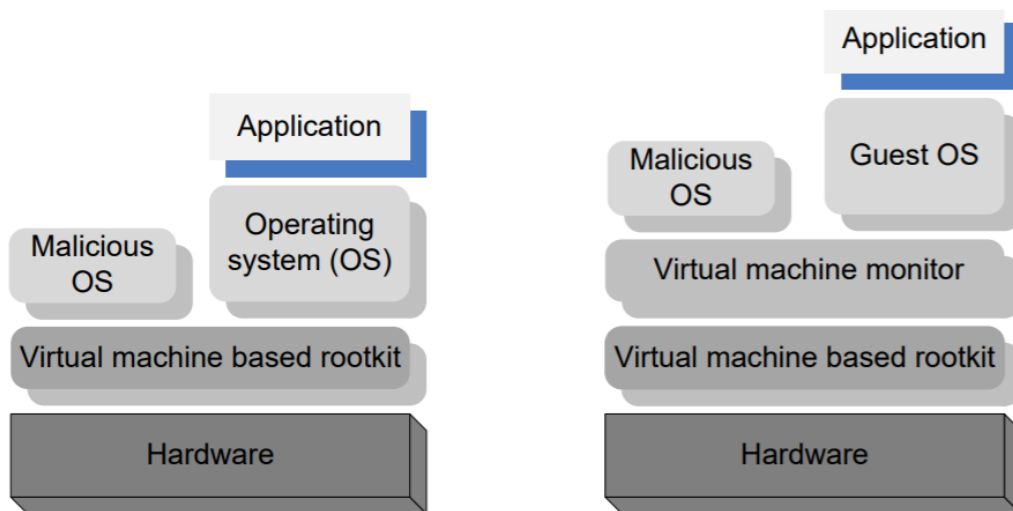 Application
Operating
system (OS)
Malicious
OS
Virtual machine based rootkit
Hardware
Application
Guest OS
Malicious
OS
Virtual machine monitor
Virtual machine based rootkit
Hardware